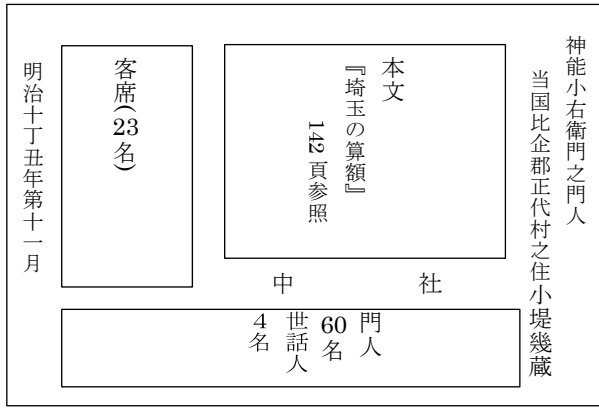 神能小右衛門之門人
当国比企郡正代村之住小堤幾蔵
本文
『埼玉の算額』
142頁参照
客席(23名)
社中
門人
60名
世話人
4名
明治十丁丑年第十一月